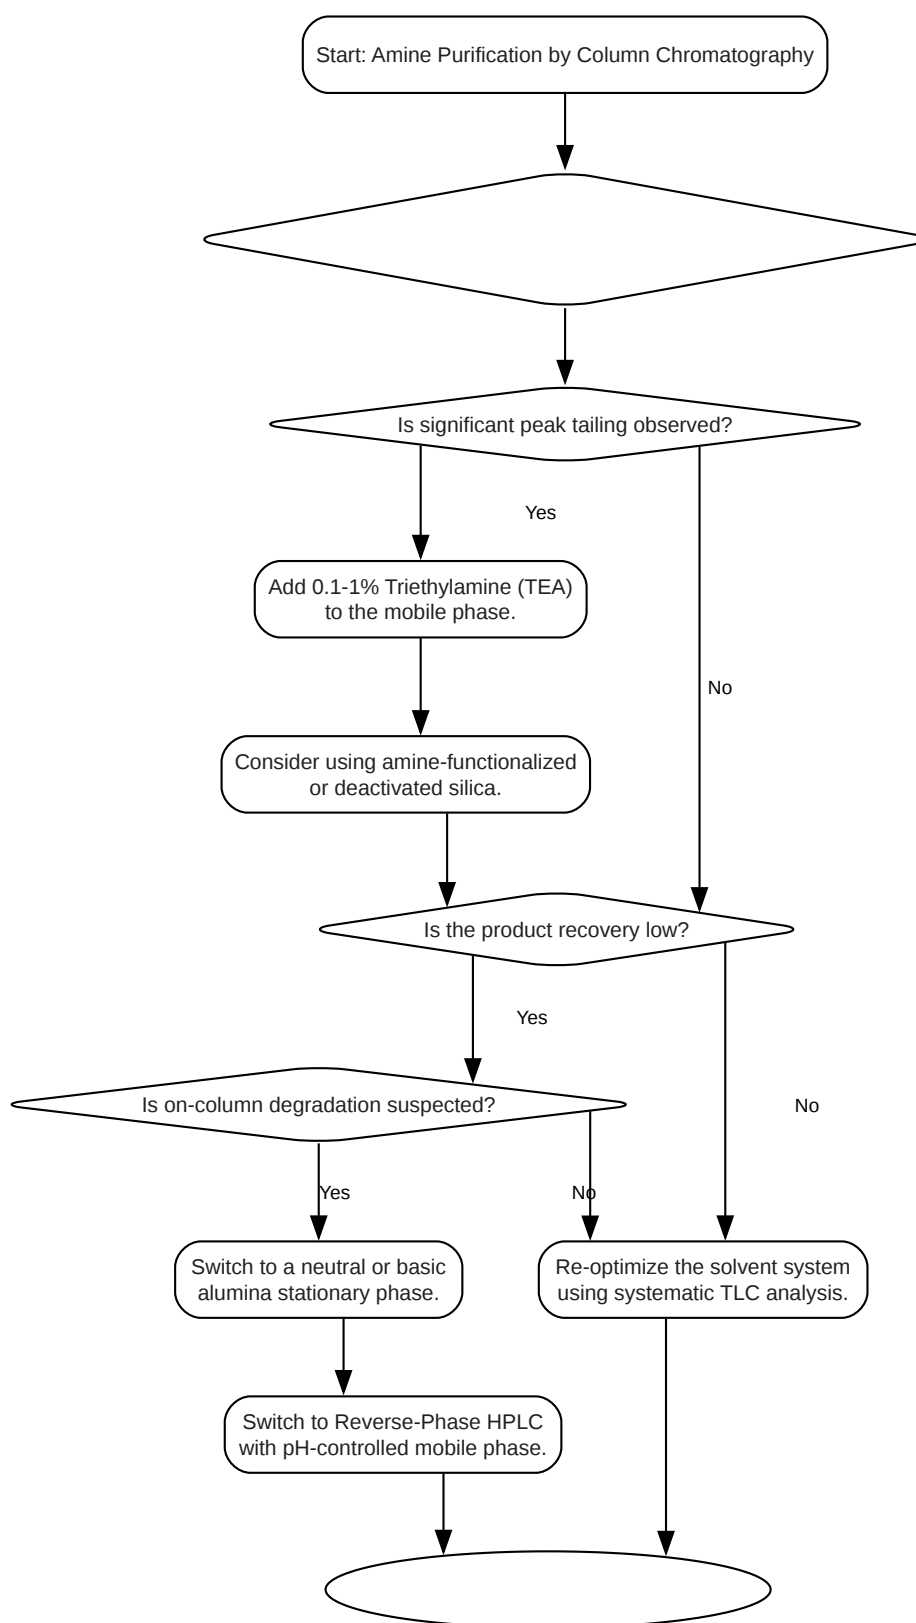 Start: Amine Purification by Column Chromatography
Is significant peak tailing observed?
Yes
Add 0.1-1% Triethylamine (TEA)
to the mobile phase.
No
Consider using amine-functionalized
or deactivated silica.
Is the product recovery low?
Yes
Is on-column degradation suspected?
No
Yes
No
Switch to a neutral or basic
alumina stationary phase.
Re-optimize the solvent system
using systematic TLC analysis.
Switch to Reverse-Phase HPLC
with pH-controlled mobile phase.